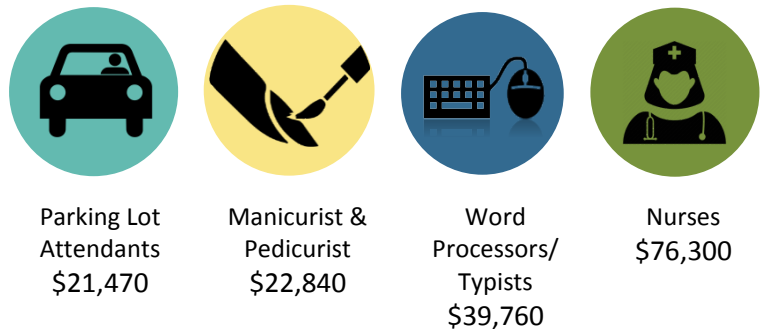 Parking Lot
Attendants
$21,470
Manicurist &
Pedicurist
$22,840
Word
Processors/
Typists
$39,760
Nurses
$76,300